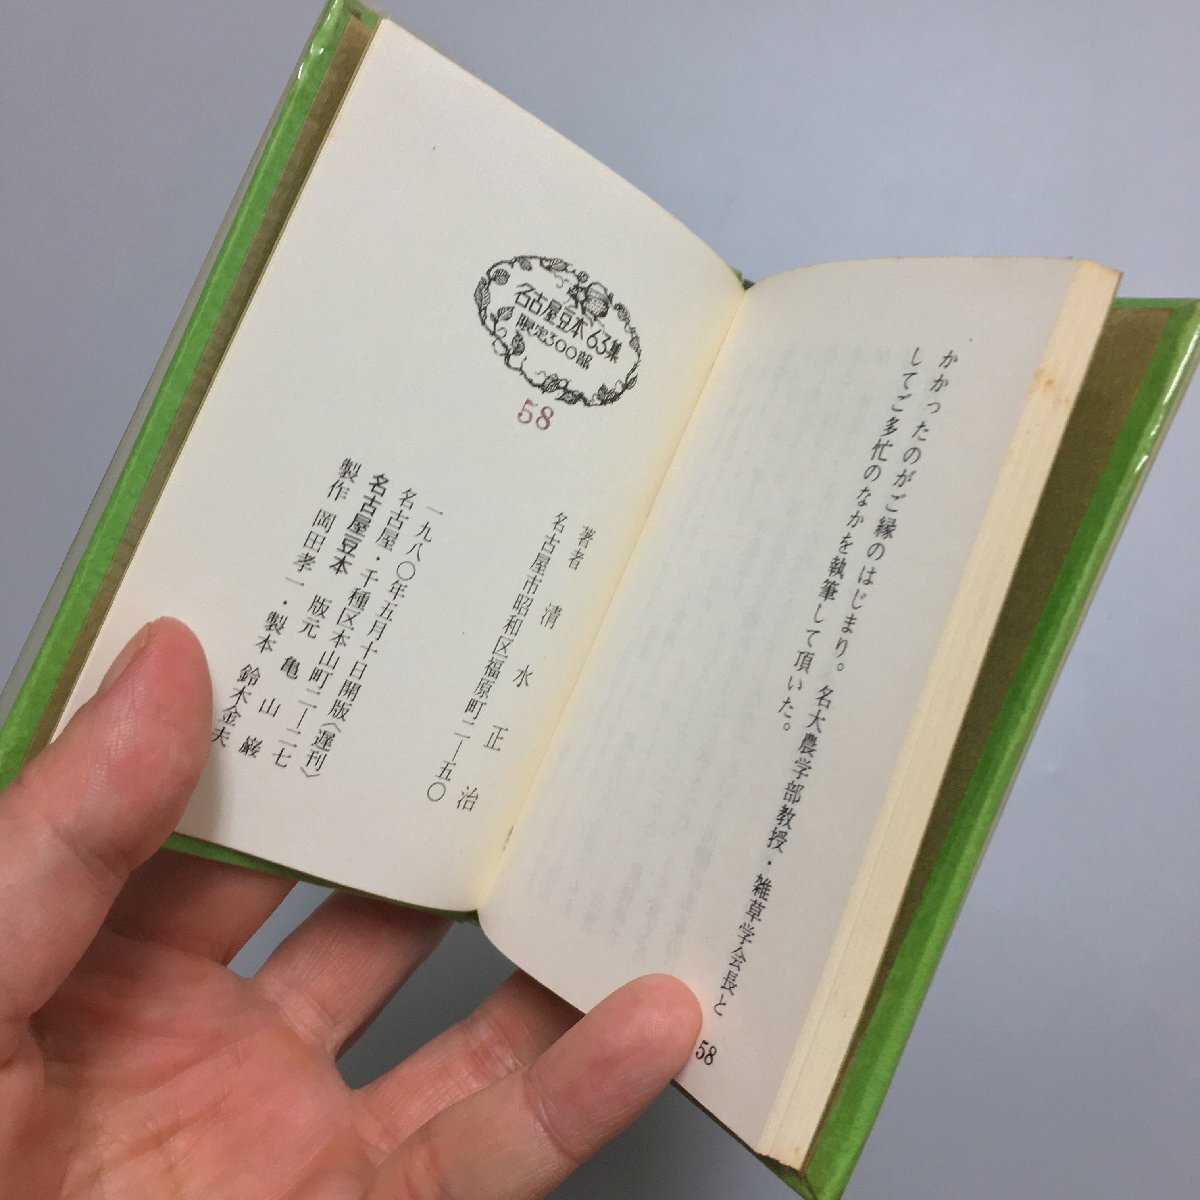 かかったのがご縁のはじまり。名大農学部教授・雑草学会長と
してご多忙のなかを執筆して頂いた。
58
名古屋豆本63集
限定300部
58
著者 清水正治
名古屋市昭和区福原町二―五〇
一九八〇年五月十日開版〈遅刊〉
名古屋・千種区本山町二―二七
名古屋豆本 版元 亀山巌
製作 岡田孝一・製本 鈴木金夫